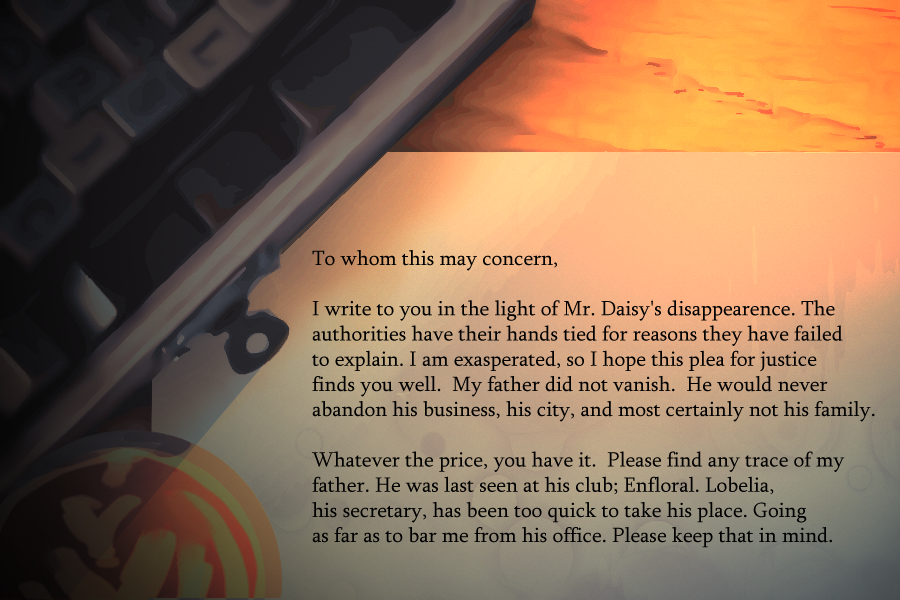 To whom this may concern,
I write to you in the light of Mr. Daisy's disappearence. The
authorities have their hands tied for reasons they have failed
to explain. I am exasperated, so I hope this plea for justice
finds you well.  My father did not vanish.  He would never
abandon his business, his city, and most certainly not his family.
Whatever the price, you have it.  Please find any trace of my
father. He was last seen at his club; Enfloral. Lobelia,
his secretary, has been too quick to take his place. Going
as far as to bar me from his office. Please keep that in mind.